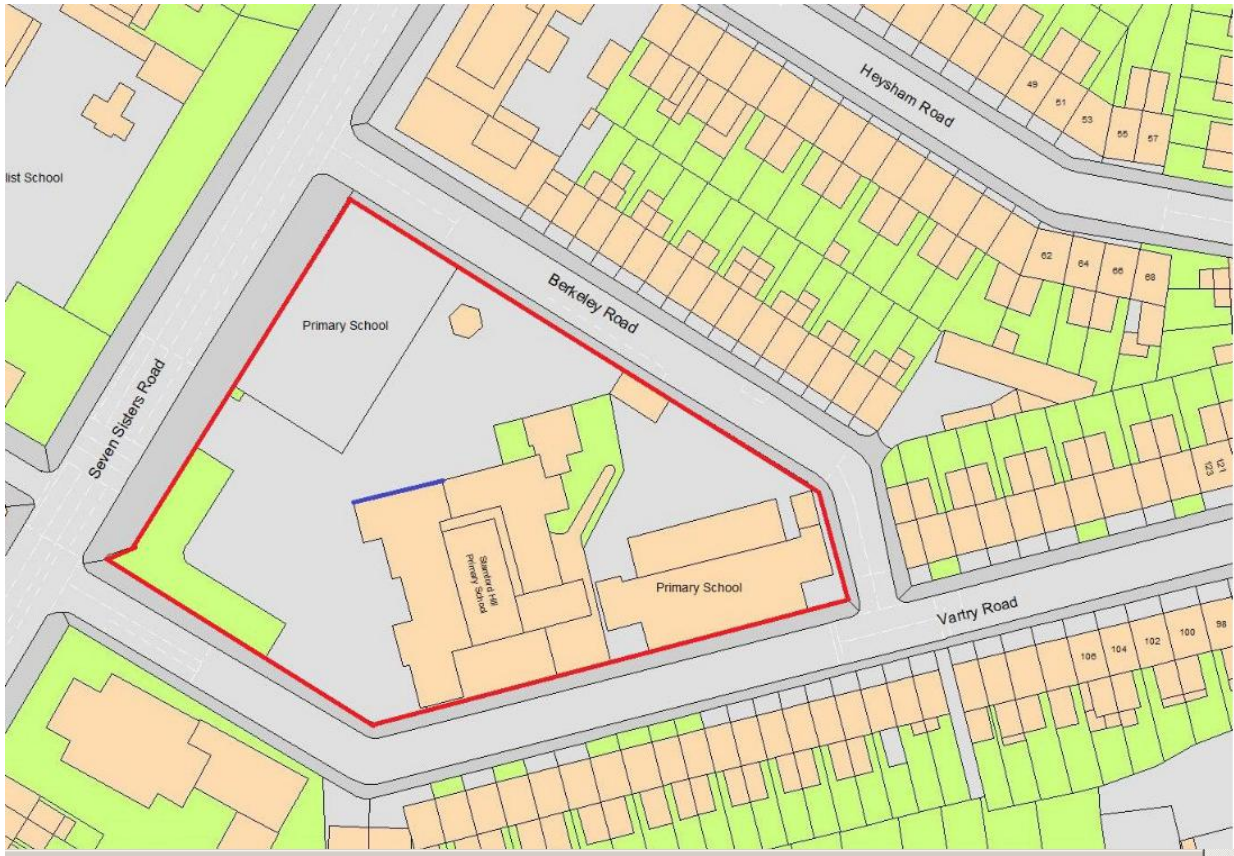 Heysham Road
49
51
53
55
57
list School
62
64
66
68
Berkeley Road
Primary School
Seven Sisters Road
121
123
Stamford Hill
Primary School
Primary School
Vartry Road
106
104
102
100
98